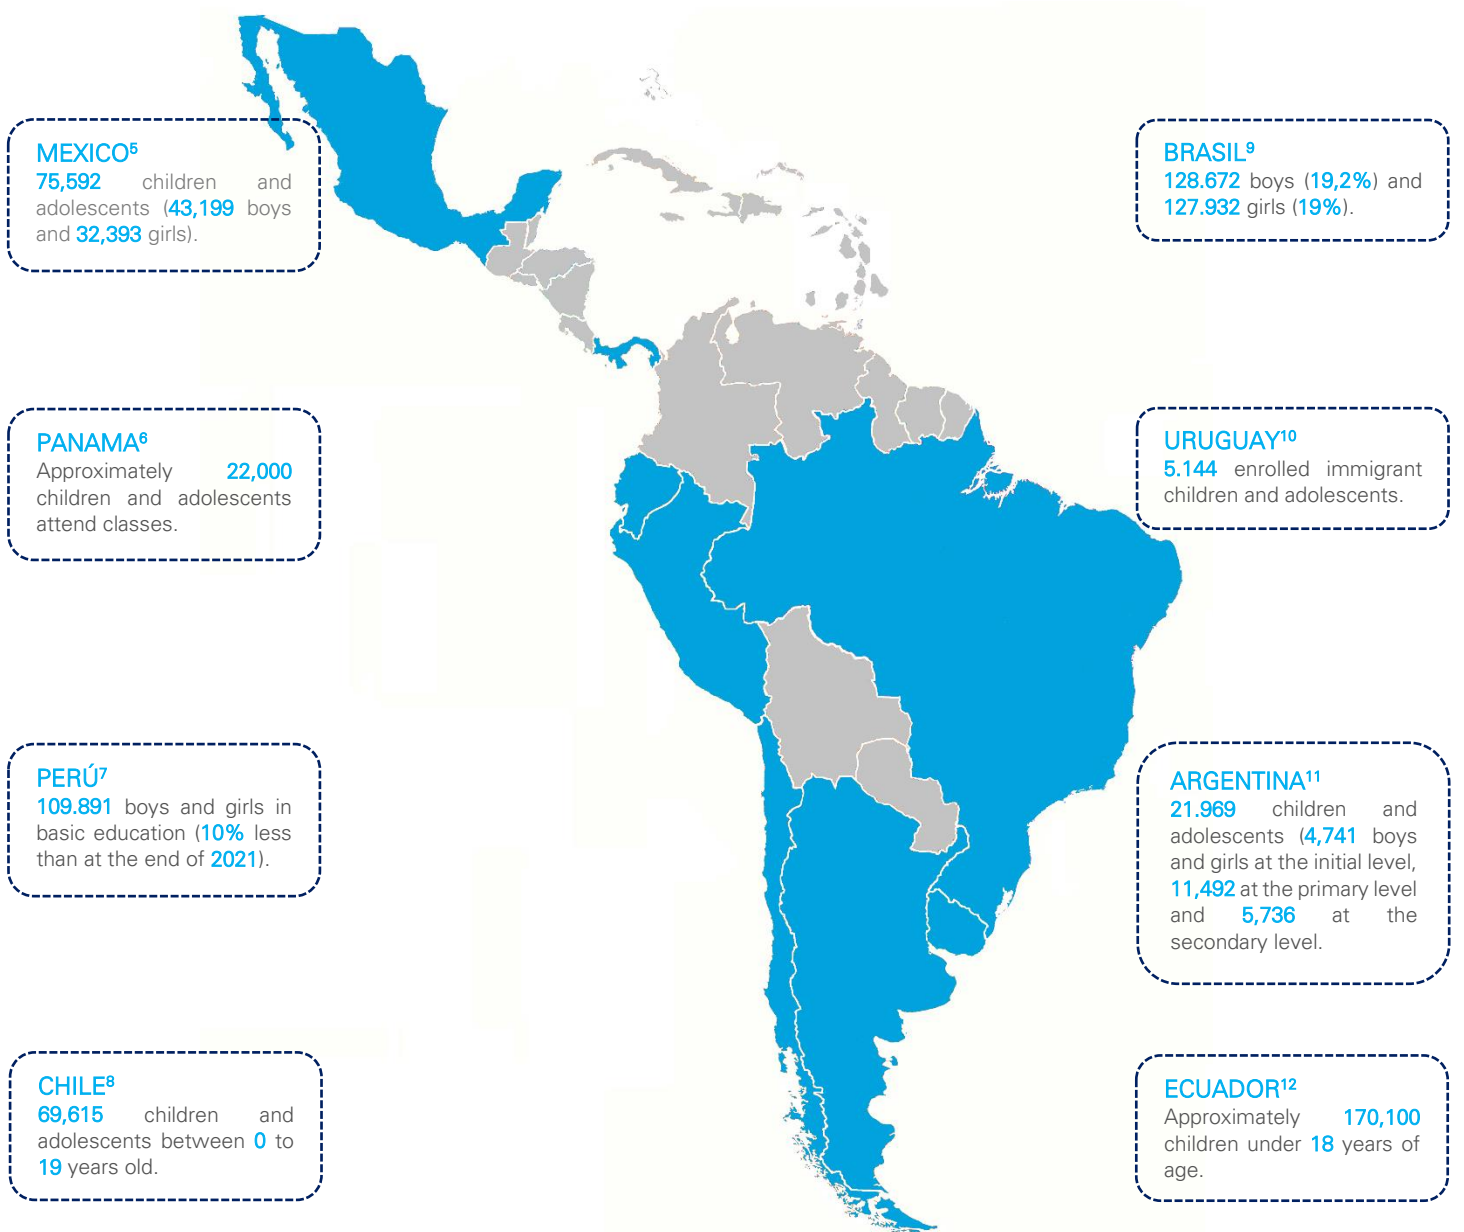 MEXICO⁵
75,592 children and
adolescents (43,199 boys
and 32,393 girls).
PANAMA⁶
Approximately 22,000
children and adolescents
attend classes.
PERÚ⁷
109.891 boys and girls in
basic education (10% less
than at the end of 2021).
CHILE⁸
69,615 children and
adolescents between 0 to
19 years old.
BRASIL⁹
128.672 boys (19,2%) and
127.932 girls (19%).
URUGUAY¹⁰
5.144 enrolled immigrant
children and adolescents.
ARGENTINA¹¹
21.969 children and
adolescents (4,741 boys
and girls at the initial level,
11,492 at the primary level
and 5,736 at the
secondary level.
ECUADOR¹²
Approximately 170,100
children under 18 years of
age.